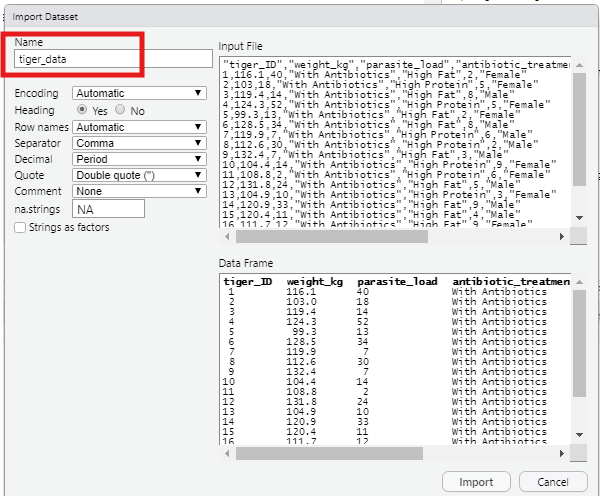 Import Dataset
Name
tiger_data
Encoding Automatic
Heading Yes No
Row names Automatic
Separator Comma
Decimal Period
Quote Double quote (")
Comment None
na.strings NA
Strings as factors
Input File
"tiger_ID","weight_kg","parasite_load","antibiotic_treatmen
1,116.1,40,"With Antibiotics","High Fat",2,"Female"
2,103,18,"With Antibiotics","High Protein",5,"Female"
3,119.4,14,"With Antibiotics","High Fat",8,"Male"
4,124.3,52,"With Antibiotics","High Protein",5,"Female"
5,99.3,13,"With Antibiotics","High Fat",2,"Female"
6,128.5,34,"With Antibiotics","High Fat",8,"Male"
7,119.9,7,"With Antibiotics","High Protein",6,"Male"
8,112.6,30,"With Antibiotics","High Protein",2,"Male"
9,132.4,7,"With Antibiotics","High Fat",3,"Male"
10,104.4,14,"With Antibiotics","High Protein",9,"Female"
11,108.8,2,"With Antibiotics","High Protein",6,"Female"
12,131.8,24,"With Antibiotics","High Fat",5,"Male"
13,104.9,10,"With Antibiotics","High Protein",3,"Female"
14,120.9,33,"With Antibiotics","High Fat",9,"Male"
15,120.4,11,"With Antibiotics","High Fat",4,"Male"
16,111.7,12,"With Antibiotics","High Fat",9,"Female"
Data Frame
tiger_ID weight_kg parasite_load antibiotic_treatmen
1 116.1 40 With Antibiotics
2 103.0 18 With Antibiotics
3 119.4 14 With Antibiotics
4 124.3 52 With Antibiotics
5 99.3 13 With Antibiotics
6 128.5 34 With Antibiotics
7 119.9 7 With Antibiotics
8 112.6 30 With Antibiotics
9 132.4 7 With Antibiotics
10 104.4 14 With Antibiotics
11 108.8 2 With Antibiotics
12 131.8 24 With Antibiotics
13 104.9 10 With Antibiotics
14 120.9 33 With Antibiotics
15 120.4 11 With Antibiotics
16 111.7 12 With Antibiotics
Import Cancel